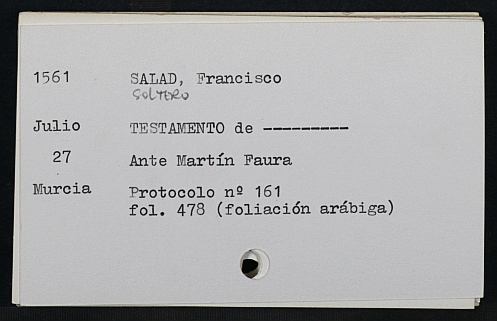 1561 SALAD, Francisco
SOLTERO
Julio TESTAMENTO de ---------
27 Ante Martín Faura
Murcia Protocolo nº 161
fol. 478 (foliación arábiga)